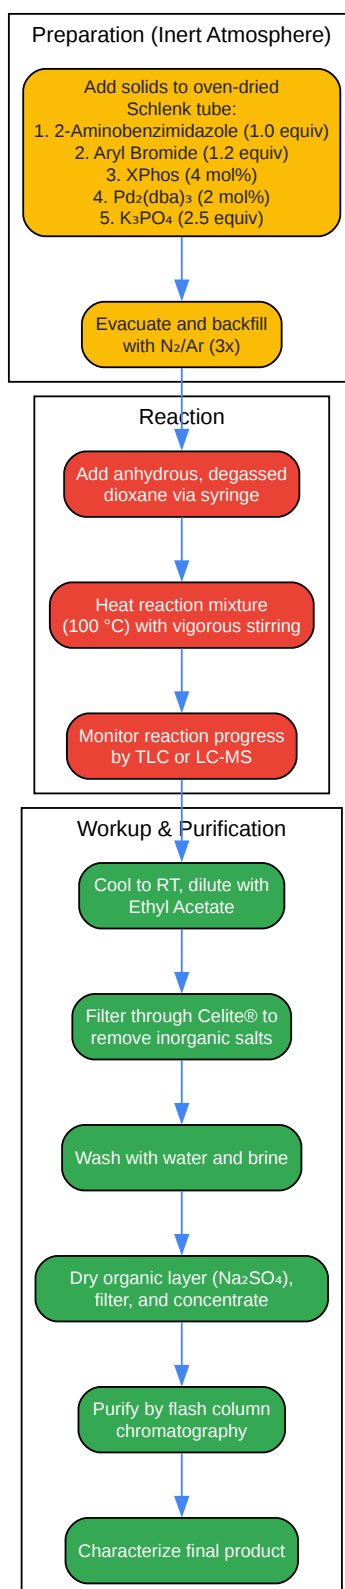 Preparation (Inert Atmosphere)
Add solids to oven-dried
Schlenk tube:
1. 2-Aminobenzimidazole (1.0 equiv)
2. Aryl Bromide (1.2 equiv)
3. XPhos (4 mol%)
4. Pd₂(dba)₃ (2 mol%)
5. K₃PO₄ (2.5 equiv)
Evacuate and backfill
with N₂/Ar (3x)
Reaction
Add anhydrous, degassed
dioxane via syringe
Heat reaction mixture
(100 °C) with vigorous stirring
Monitor reaction progress
by TLC or LC-MS
Workup & Purification
Cool to RT, dilute with
Ethyl Acetate
Filter through Celite® to
remove inorganic salts
Wash with water and brine
Dry organic layer (Na₂SO₄),
filter, and concentrate
Purify by flash column
chromatography
Characterize final product